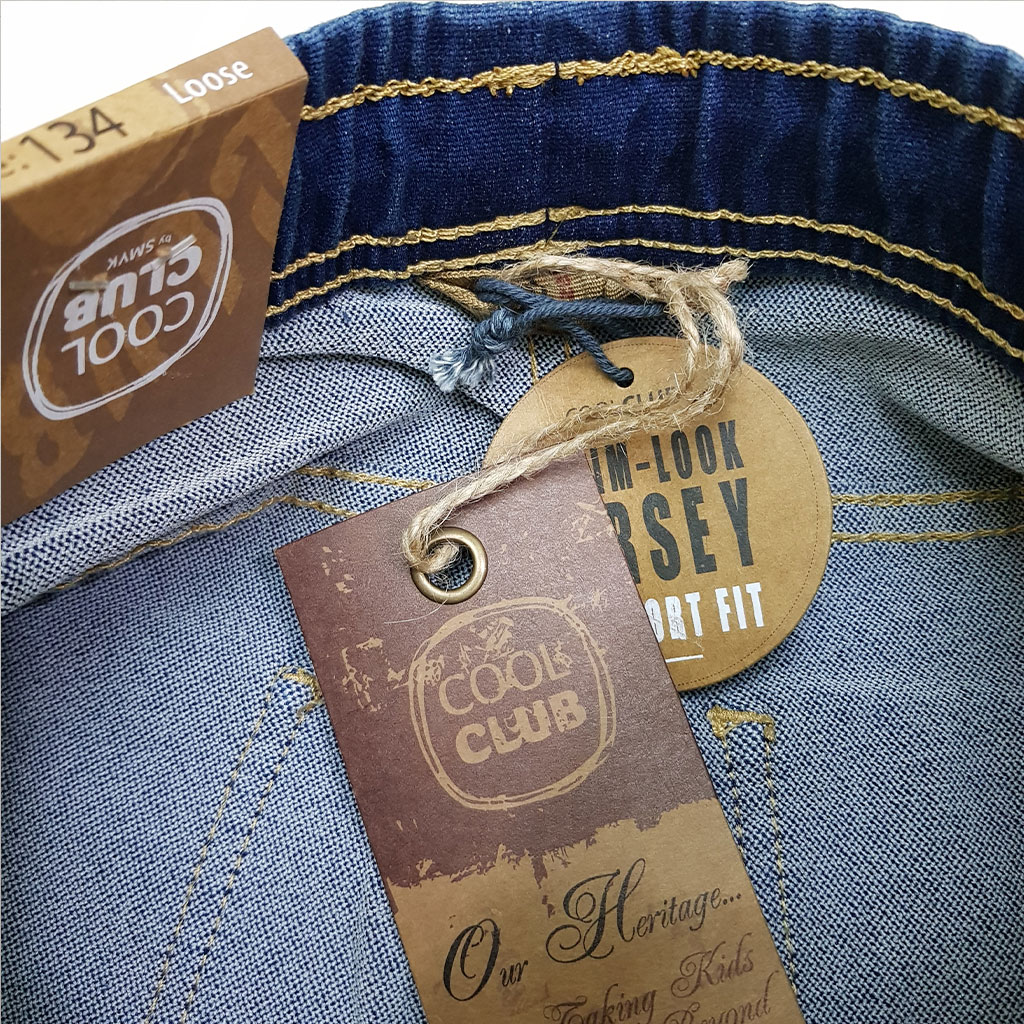 Loose
134
COOL
CLUB
by SMYK
COOL CLUB
IM-LOOK
RSEY
ORT FIT
COOL
CLUB
Our Heritage...
Taking Kids
Beyond